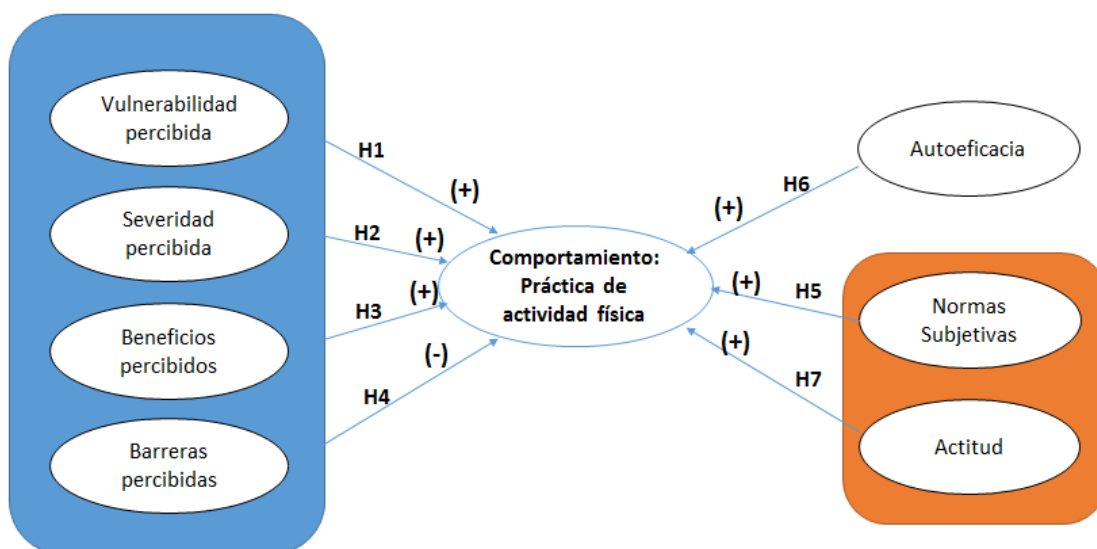 Vulnerabilidad
percibida
H1
(+)
Severidad
percibida
H2
(+)
Beneficios
percibidos
H3
(+)
Barreras
percibidas
H4
(-)
Comportamiento:
Práctica de
actividad física
Autoeficacia
H6
(+)
Normas
Subjetivas
H5
(+)
Actitud
H7
(+)